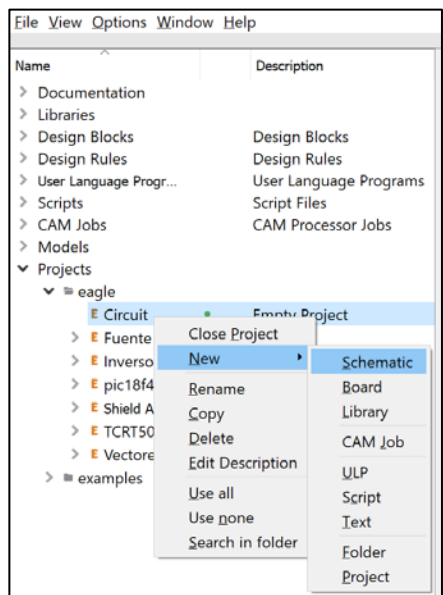 File View Options Window Help
Name Description
Documentation
Libraries
Design Blocks Design Blocks
Design Rules Design Rules
User Language Progr... User Language Programs
Scripts Script Files
CAM Jobs CAM Processor Jobs
Models
Projects
eagle
E Circuit Empty Project
E Fuente
E Inverso
E pic18f4
E Shield A
E TCRT50
E Vectore
examples
Close Project
New
Rename
Copy
Delete
Edit Description
Use all
Use none
Search in folder
Schematic
Board
Library
CAM Job
ULP
Script
Text
Folder
Project